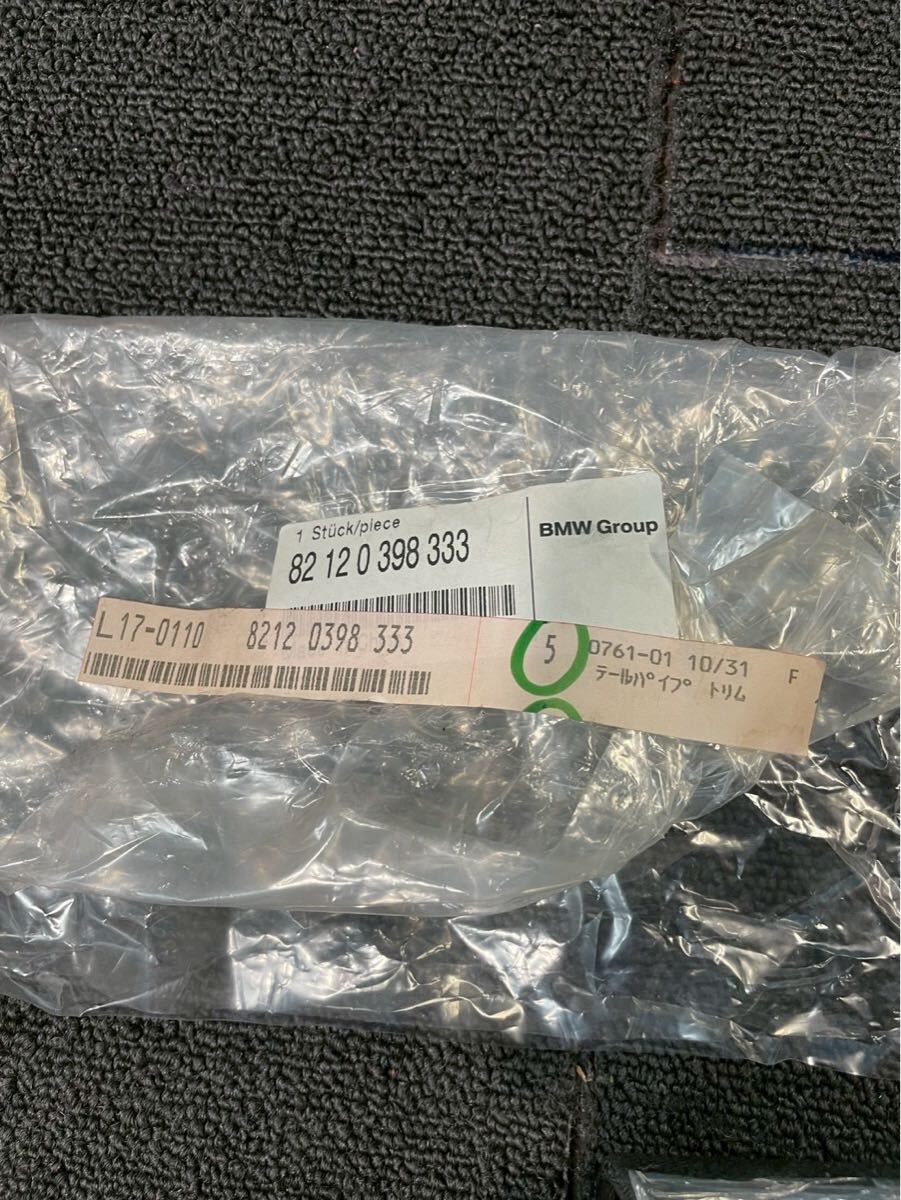 1 Stück/piece
82 12 0 398 333
BMW Group
L17-0110 8212 0398 333
5 0761-01 10/31 F
テールパイプ トリム